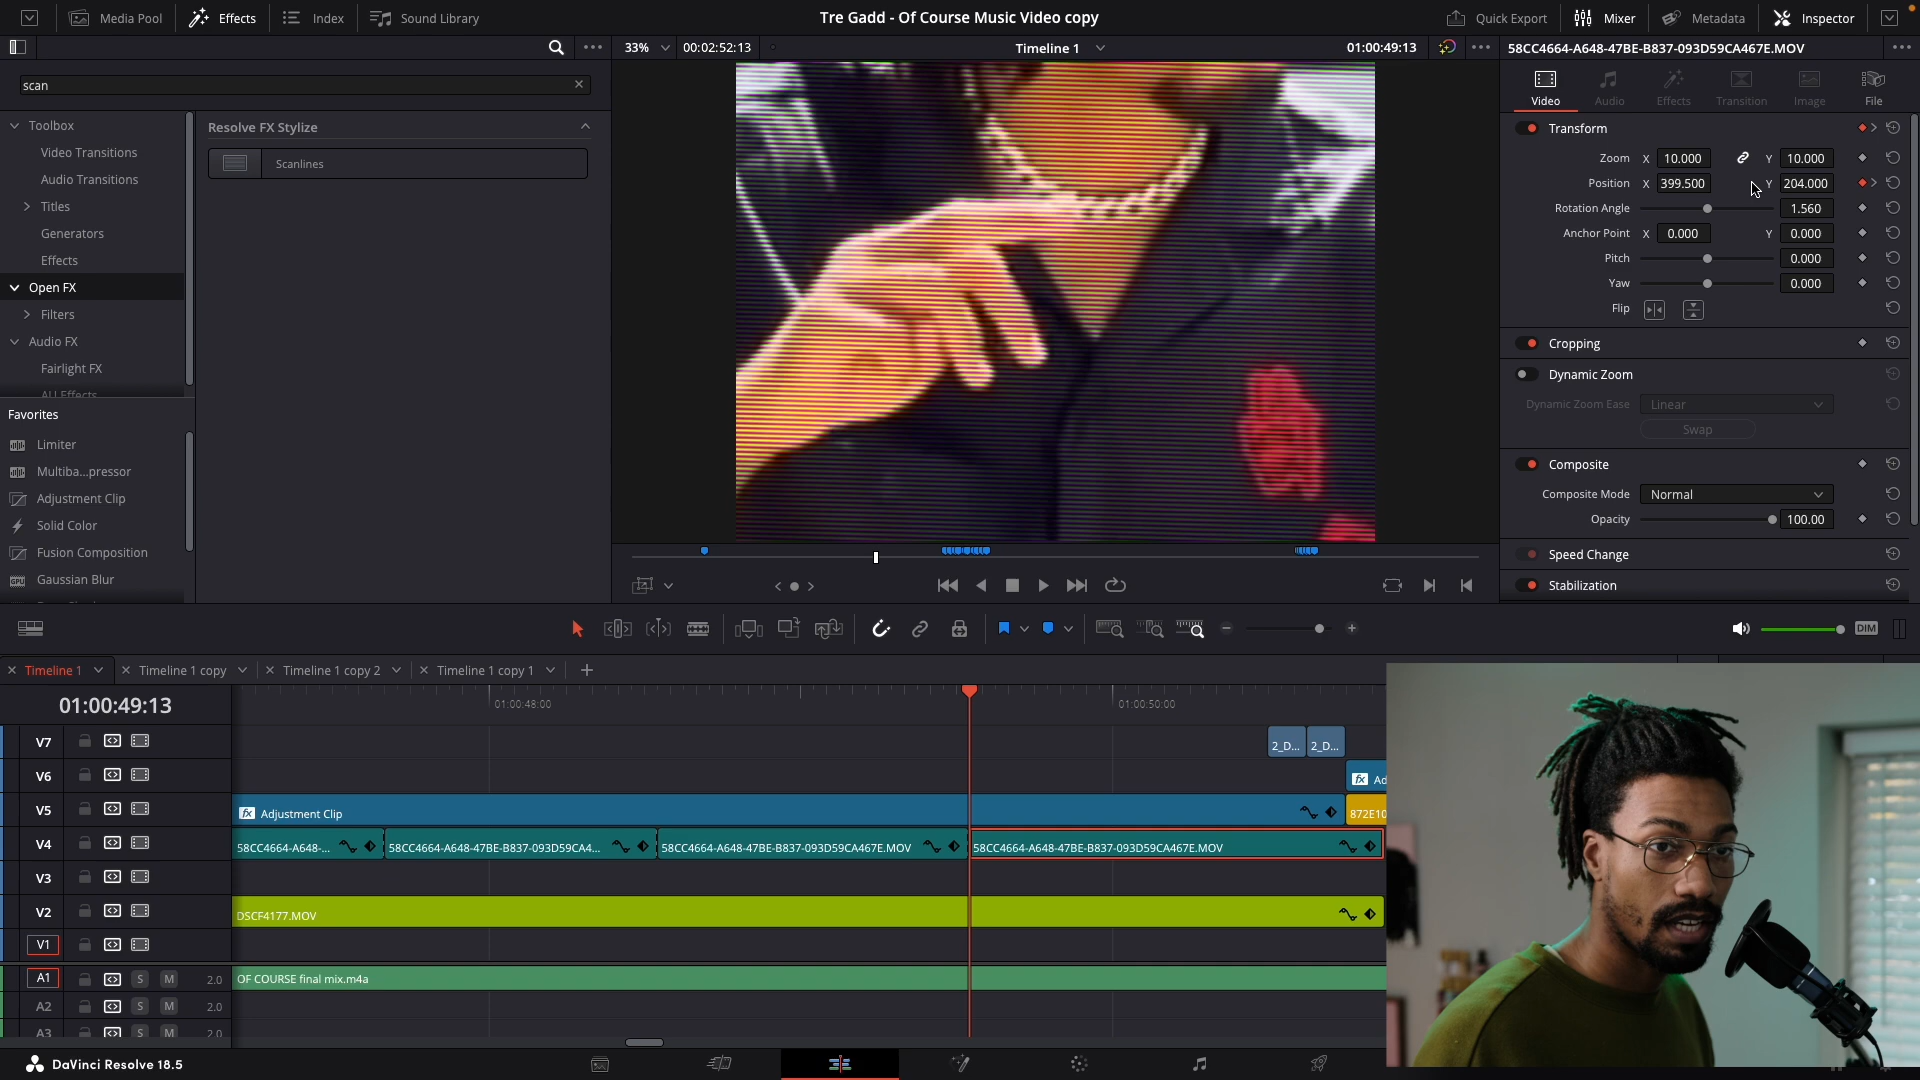 Media Pool
Effects
Index
Sound Library
Tre Gadd - Of Course Music Video copy
Quick Export
Mixer
Metadata
Inspector
33%
00:02:52:13
Timeline 1
01:00:49:13
58CC4664-A648-47BE-B837-093D59CA467E.MOV
scan
Toolbox
Video Transitions
Audio Transitions
Titles
Generators
Effects
Open FX
Filters
Audio FX
Fairlight FX
All Effects
Favorites
Limiter
Multiba...pressor
Adjustment Clip
Solid Color
Fusion Composition
Gaussian Blur
Resolve FX Stylize
Scanlines
Video
Audio
Effects
Transition
Image
File
Transform
Zoom X 10.000 Y 10.000
Position X 399.500 Y 204.000
Rotation Angle 1.560
Anchor Point X 0.000 Y 0.000
Pitch 0.000
Yaw 0.000
Flip
Cropping
Dynamic Zoom
Dynamic Zoom Ease Linear
Swap
Composite
Composite Mode Normal
Opacity 100.00
Speed Change
Stabilization
DIM
Timeline 1
Timeline 1 copy
Timeline 1 copy 2
Timeline 1 copy 1
01:00:49:13
01:00:48:00
01:00:50:00
V7
2_D...
2_D...
V6
Ad
V5
Adjustment Clip
872E10
V4
58CC4664-A648-...
58CC4664-A648-47BE-B837-093D59CA4...
58CC4664-A648-47BE-B837-093D59CA467E.MOV
58CC4664-A648-47BE-B837-093D59CA467E.MOV
V3
V2
DSCF4177.MOV
V1
A1 S M 2.0
OF COURSE final mix.m4a
A2 S M 2.0
A3 S M 2.0
DaVinci Resolve 18.5